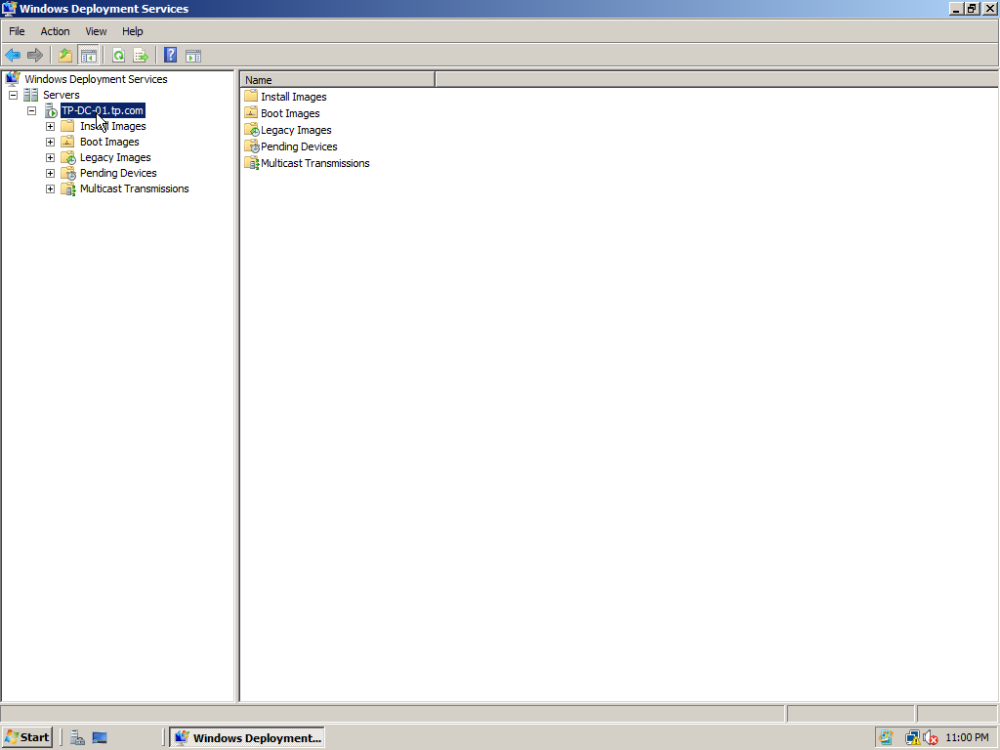 Windows Deployment Services
File Action View Help
Windows Deployment Services
Servers
TP-DC-01.tp.com
Install Images
Boot Images
Legacy Images
Pending Devices
Multicast Transmissions
Name
Install Images
Boot Images
Legacy Images
Pending Devices
Multicast Transmissions
Start
Windows Deployment...
11:00 PM